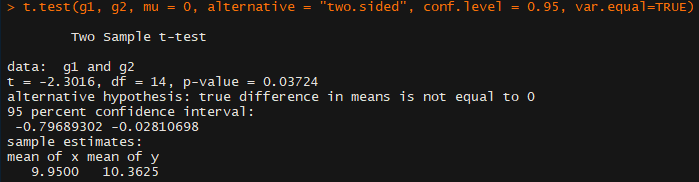 > t.test(g1, g2, mu = 0, alternative = "two.sided", conf.level = 0.95, var.equal=TRUE)
Two Sample t-test
data:  g1 and g2
t = -2.3016, df = 14, p-value = 0.03724
alternative hypothesis: true difference in means is not equal to 0
95 percent confidence interval:
-0.79689302 -0.02810698
sample estimates:
mean of x mean of y
9.9500   10.3625